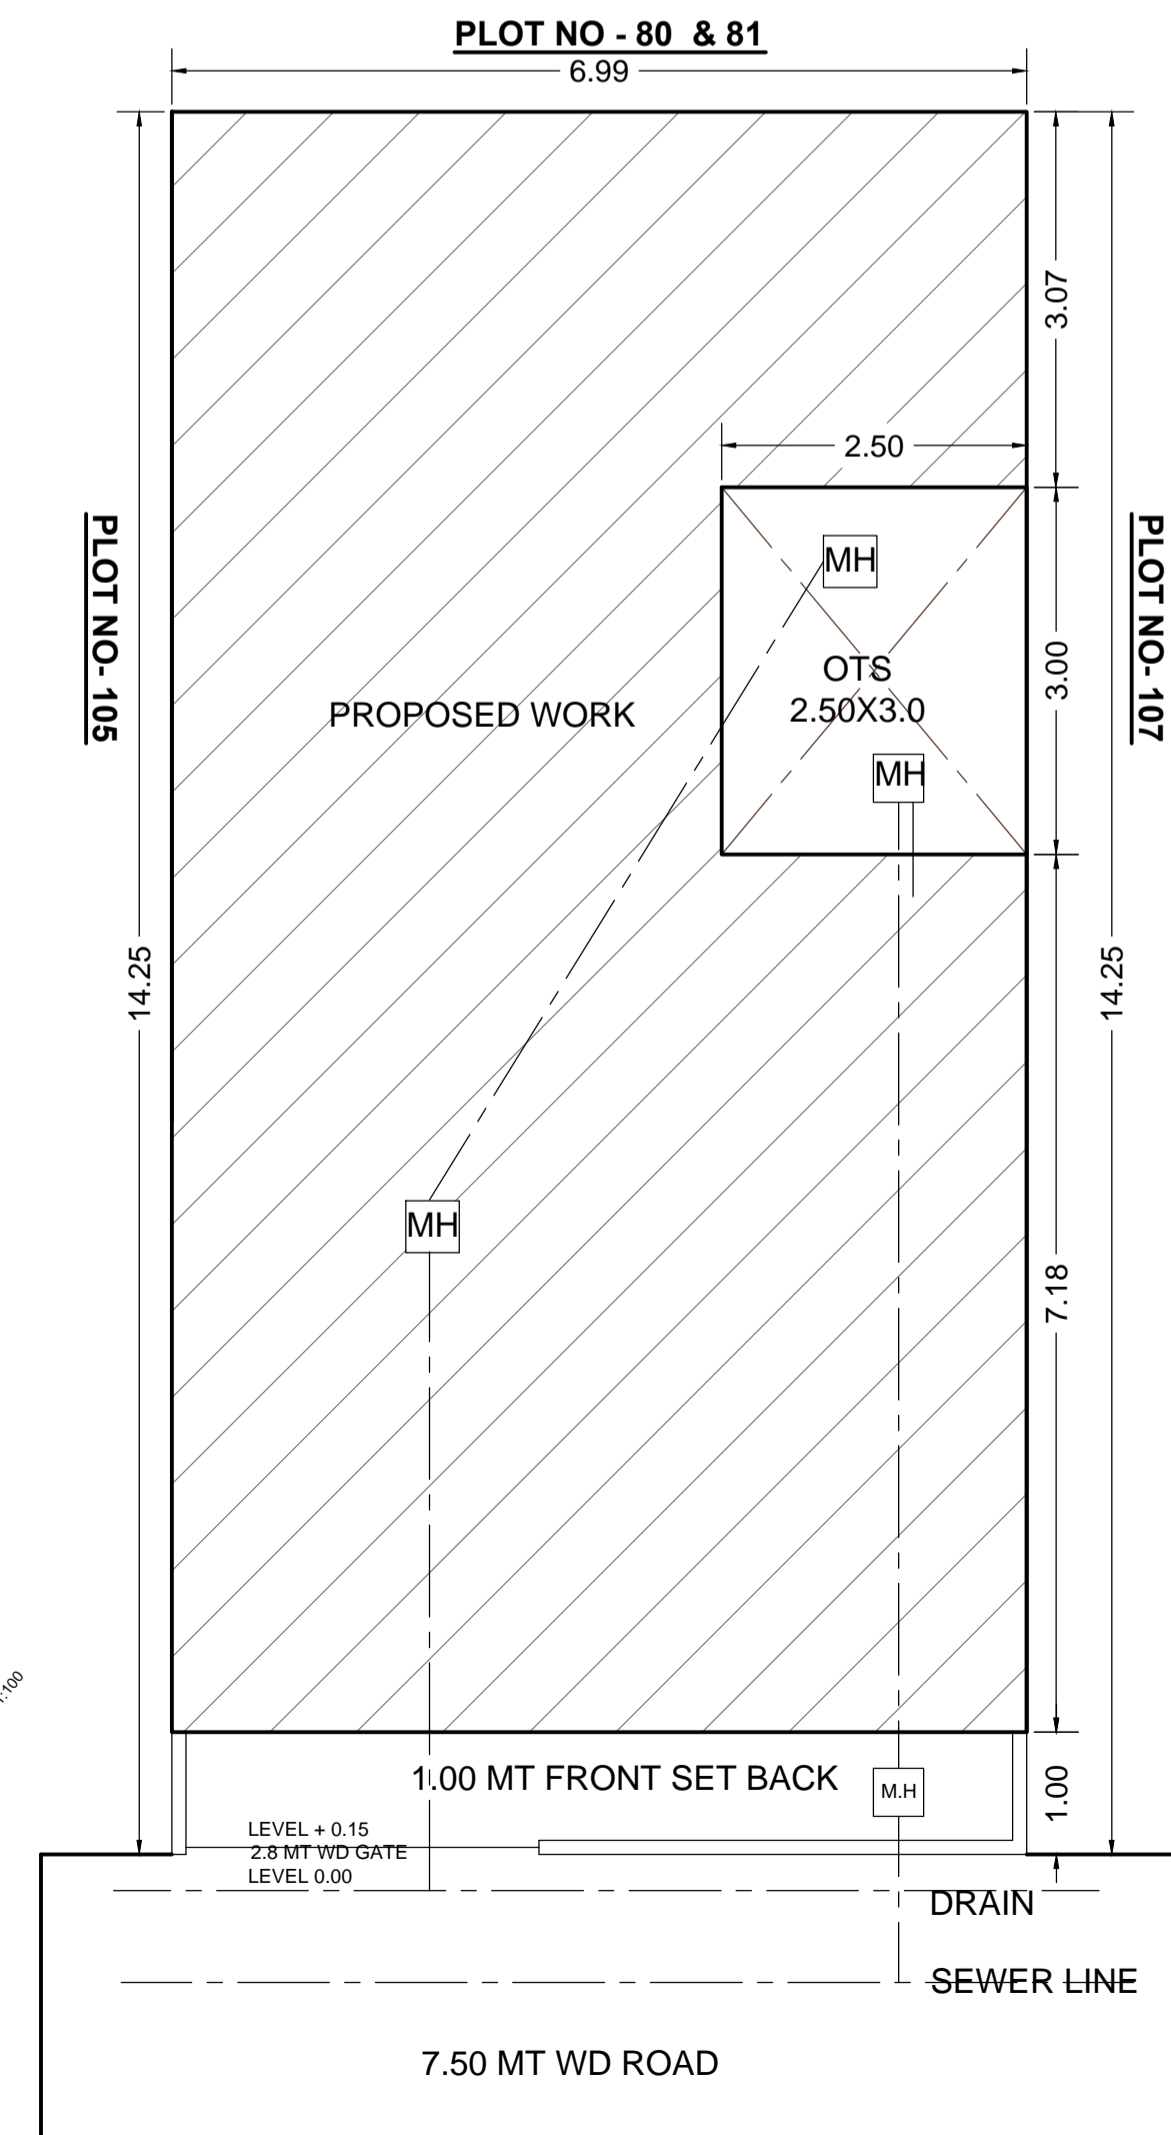 PLOT NO - 80 & 81
6.99
3.07
2.50
PLOT NO- 105
PLOT NO- 107
MH
3.00
OTS
2.50X3.0
PROPOSED WORK
MH
14.25
14.25
MH
7.18
1:100
1.00 MT FRONT SET BACK
M.H
1.00
LEVEL + 0.15
2.8 MT WD GATE
LEVEL 0.00
DRAIN
SEWER LINE
7.50 MT WD ROAD